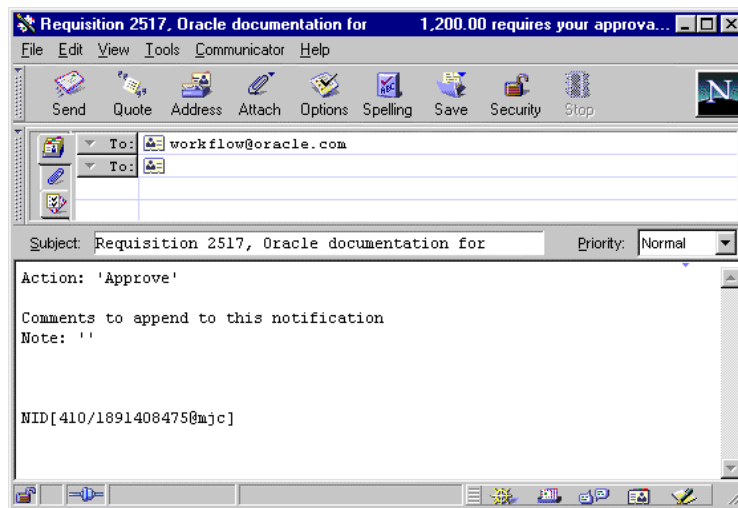 Requisition 2517, Oracle documentation for 1,200.00 requires your approva...
File Edit View Tools Communicator Help
Send Quote Address Attach Options Spelling Save Security Stop
N
To: workflow@oracle.com
To:
Subject: Requisition 2517, Oracle documentation for Priority: Normal
Action: 'Approve'
Comments to append to this notification
Note: ''
NID[410/1891408475@mjc]